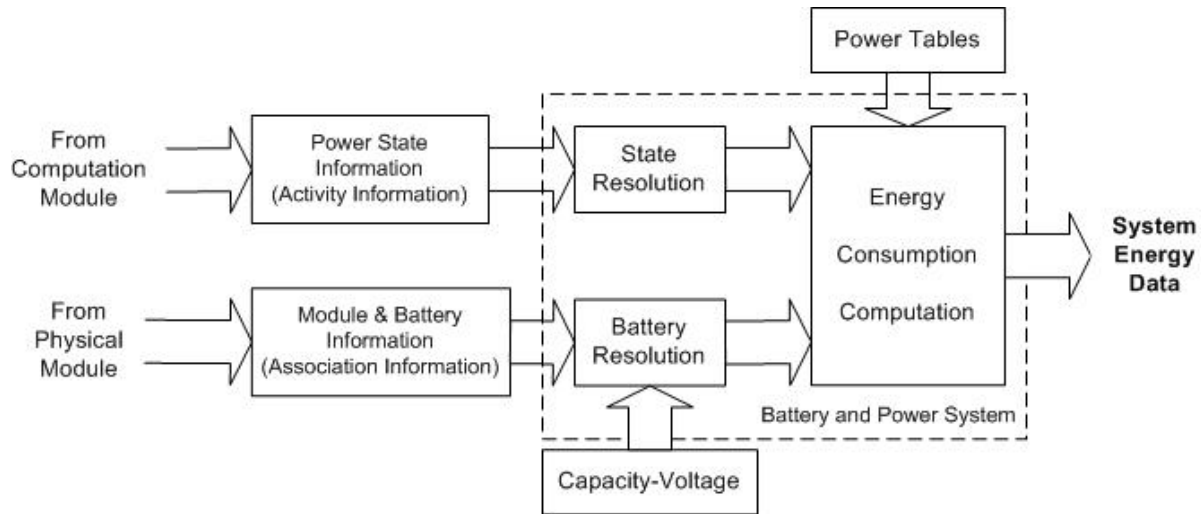 Power Tables
From
Computation
Module
Power State
Information
(Activity Information)
State
Resolution
Energy
Consumption
Computation
System
Energy
Data
From
Physical
Module
Module & Battery
Information
(Association Information)
Battery
Resolution
Battery and Power System
Capacity-Voltage